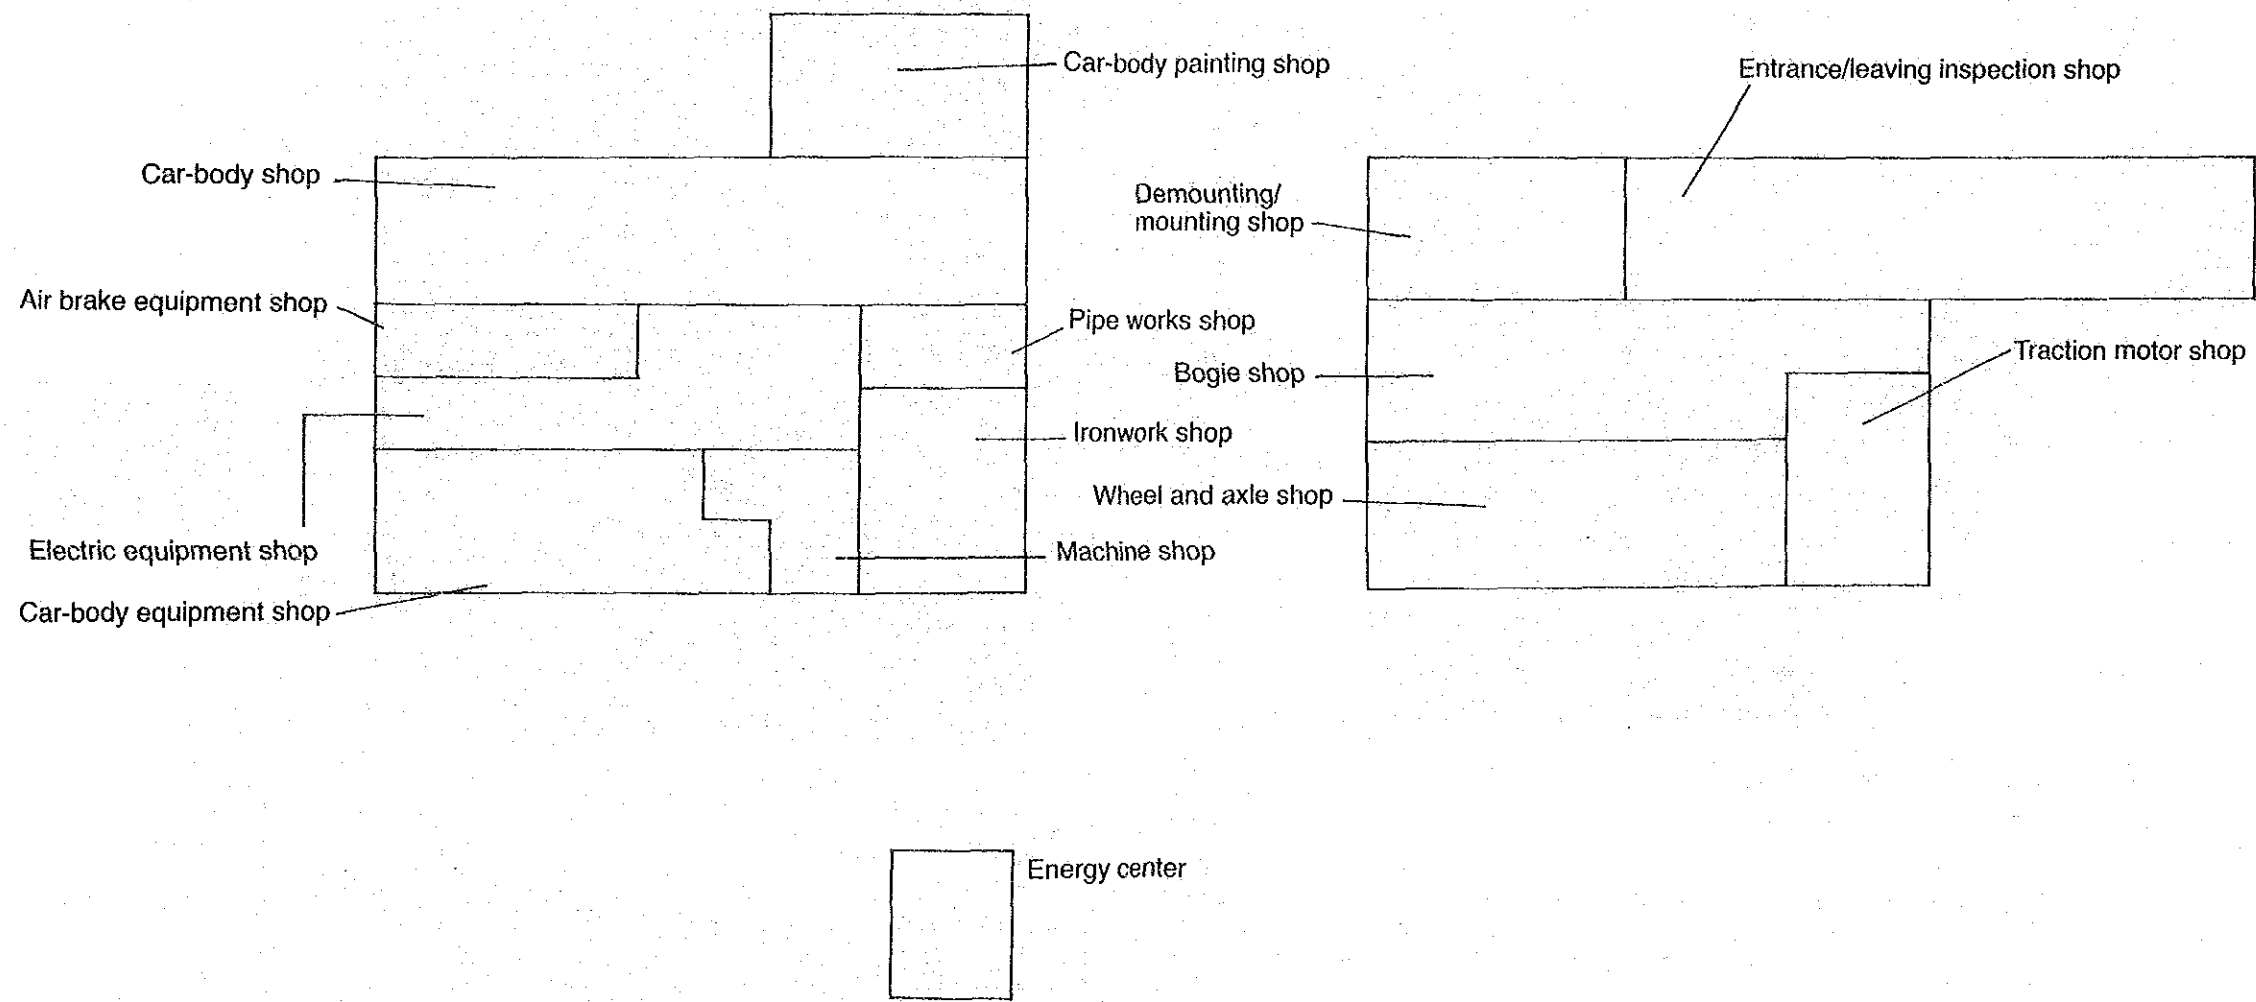 Car-body painting shop
Entrance/leaving inspection shop
Car-body shop
Demounting/
mounting shop
Air brake equipment shop
Pipe works shop
Traction motor shop
Bogie shop
Ironwork shop
Wheel and axle shop
Electric equipment shop
Machine shop
Car-body equipment shop
Energy center